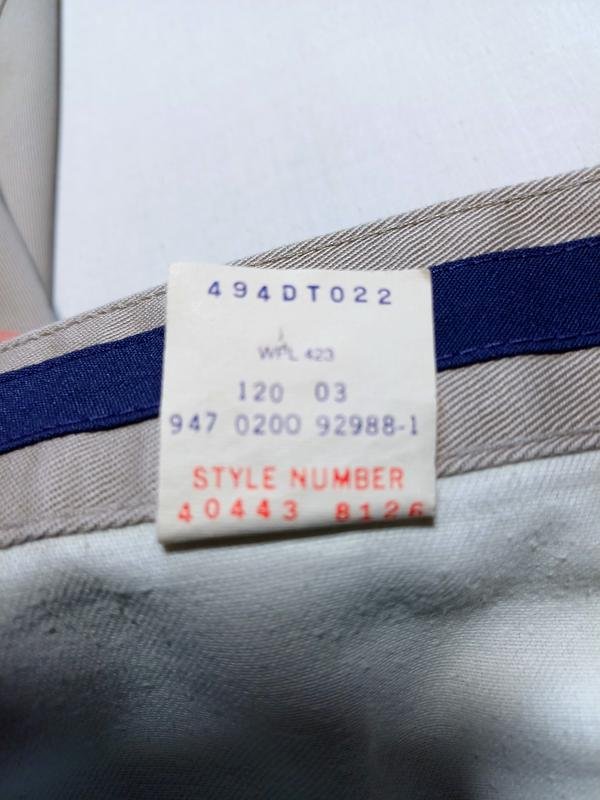 494DT022
WPL 423
120 03
947 0200 92988-1
STYLE NUMBER
40443 8126